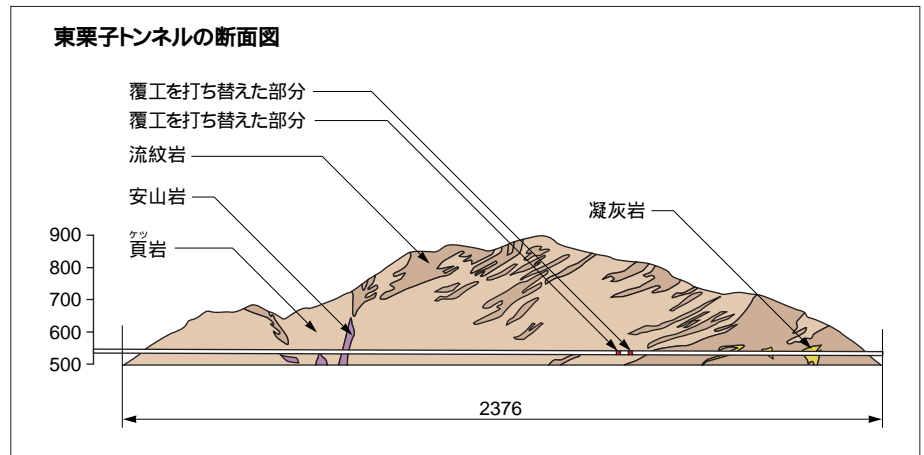 東栗子トンネルの断面図
覆工を打ち替えた部分
覆工を打ち替えた部分
流紋岩
安山岩
凝灰岩
ケツ
頁岩
900
800
700
600
500
2376